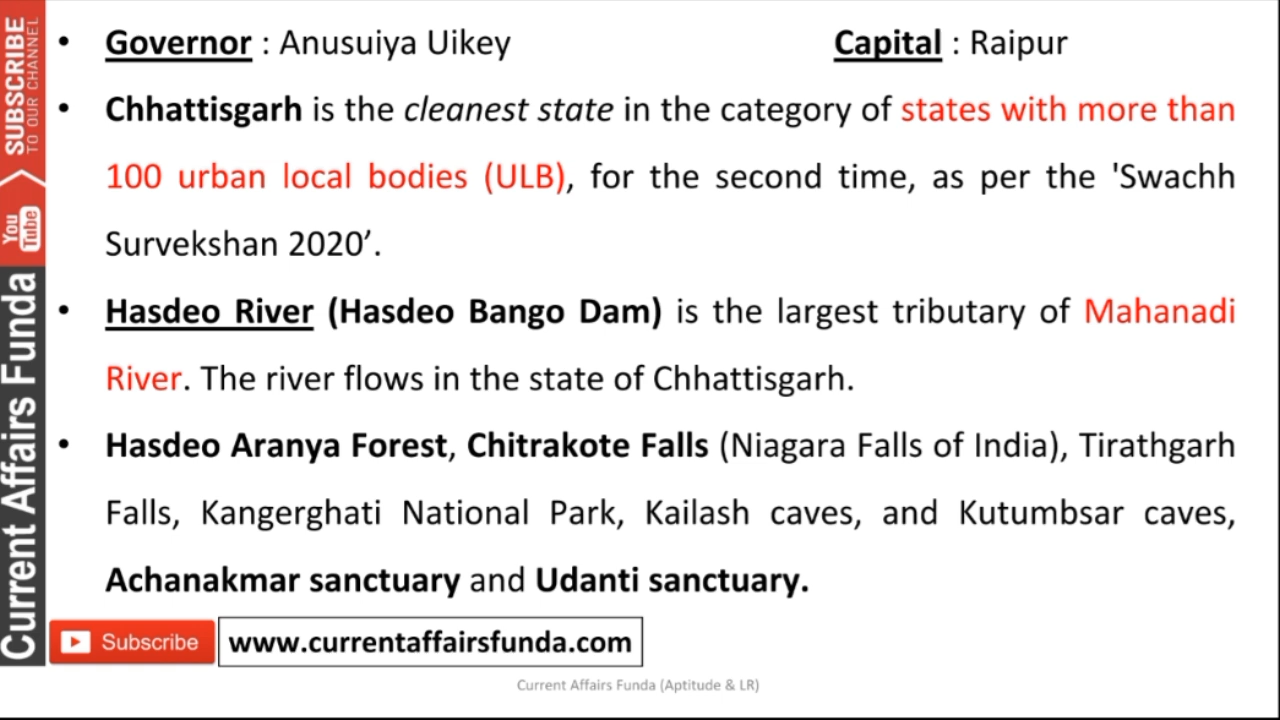 SUBSCRIBE
TO OUR CHANNEL
You Tube
Current Affairs Funda
• Governor : Anusuiya Uikey Capital : Raipur
• Chhattisgarh is the cleanest state in the category of states with more than
100 urban local bodies (ULB), for the second time, as per the 'Swachh
Survekshan 2020’.
• Hasdeo River (Hasdeo Bango Dam) is the largest tributary of Mahanadi
River. The river flows in the state of Chhattisgarh.
• Hasdeo Aranya Forest, Chitrakote Falls (Niagara Falls of India), Tirathgarh
Falls, Kangerghati National Park, Kailash caves, and Kutumbsar caves,
Achanakmar sanctuary and Udanti sanctuary.
Subscribe www.currentaffairsfunda.com
Current Affairs Funda (Aptitude & LR)